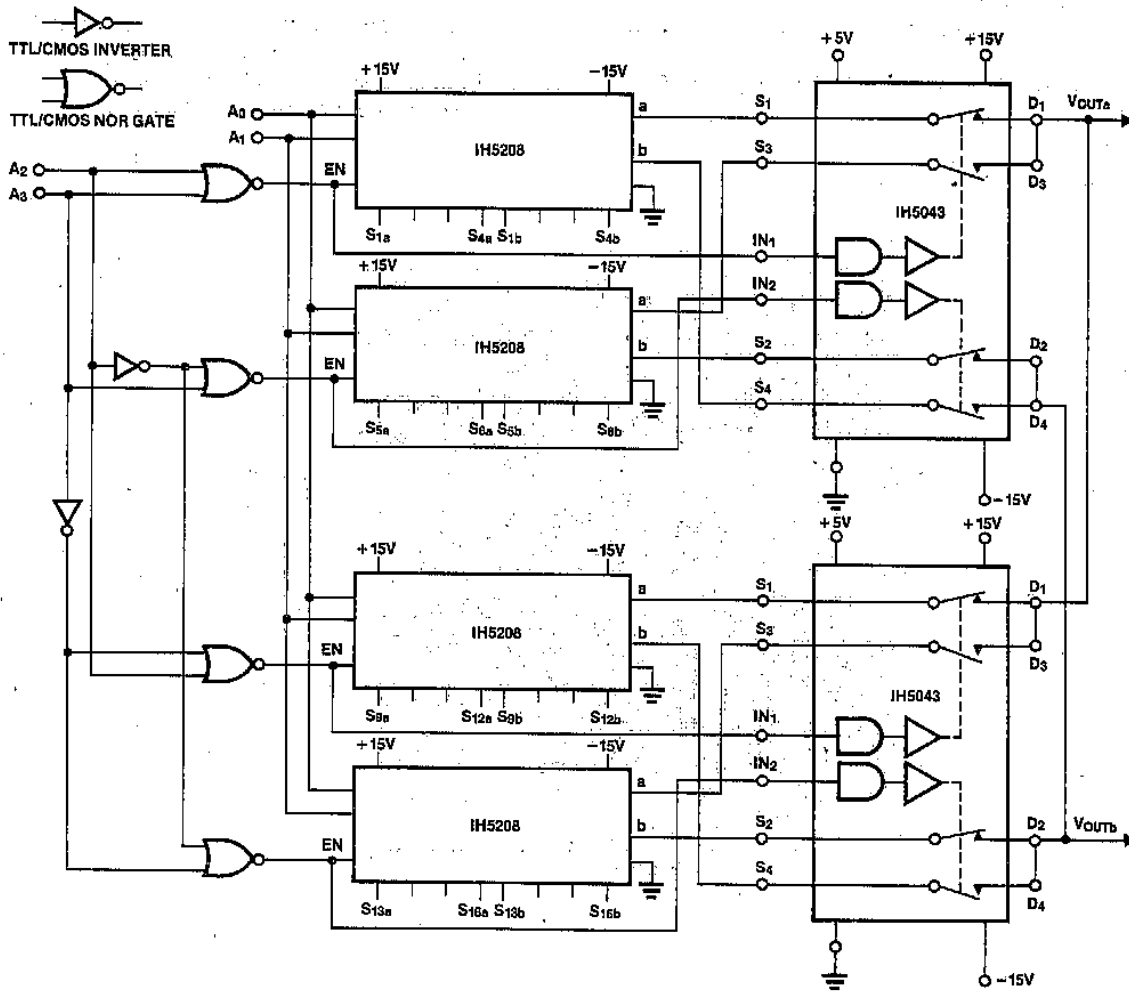 TTL/CMOS INVERTER
TTL/CMOS NOR GATE
A0
A1
A2
A3
+15V
-15V
IH5208
a
b
EN
S1a
S4a
S1b
S4b
+15V
-15V
IH5208
a
b
EN
S5a
S8a
S5b
S8b
+15V
-15V
IH5208
a
b
EN
S9a
S12a
S9b
S12b
+15V
-15V
IH5208
a
b
EN
S13a
S16a
S13b
S16b
+5V
+15V
S1
S3
IH5043
IN1
IN2
S2
S4
D1
D3
D2
D4
VOUTa
-15V
+5V
+15V
S1
S3
IH5043
IN1
IN2
S2
S4
D1
D3
D2
D4
VOUTb
-15V